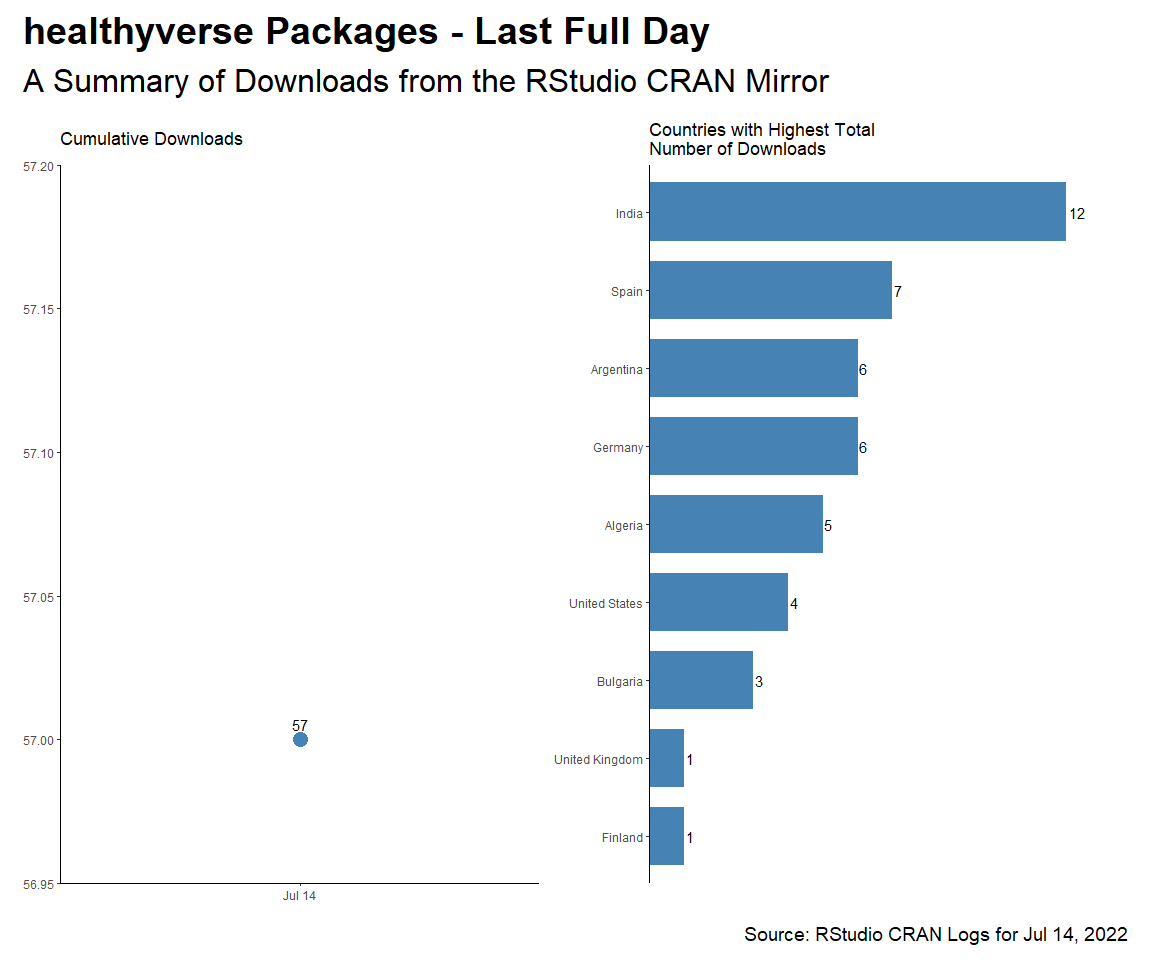 healthyverse Packages - Last Full Day
A Summary of Downloads from the RStudio CRAN Mirror
Cumulative Downloads
57.20
57.15
57.10
57.05
57.00
56.95
57
Jul 14
Countries with Highest Total
Number of Downloads
India 12
Spain 7
Argentina 6
Germany 6
Algeria 5
United States 4
Bulgaria 3
United Kingdom 1
Finland 1
Source: RStudio CRAN Logs for Jul 14, 2022